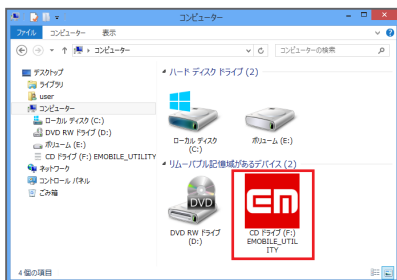 コンピューター
ファイル コンピューター 表示
コンピューター
コンピューターの検索
デスクトップ
ライブラリ
user
コンピューター
ローカル ディスク (C:)
DVD RW ドライブ (D:)
ボリューム (E:)
CD ドライブ (F:) EMOBILE_UTILITY
ネットワーク
コントロール パネル
ごみ箱
ハード ディスク ドライブ (2)
ローカル ディスク
(C:)
ボリューム (E:)
リムーバブル記憶域があるデバイス (2)
DVD
DVD RW ドライブ
(D:)
EM
CD ドライブ (F:)
EMOBILE_UTIL
ITY
4 個の項目